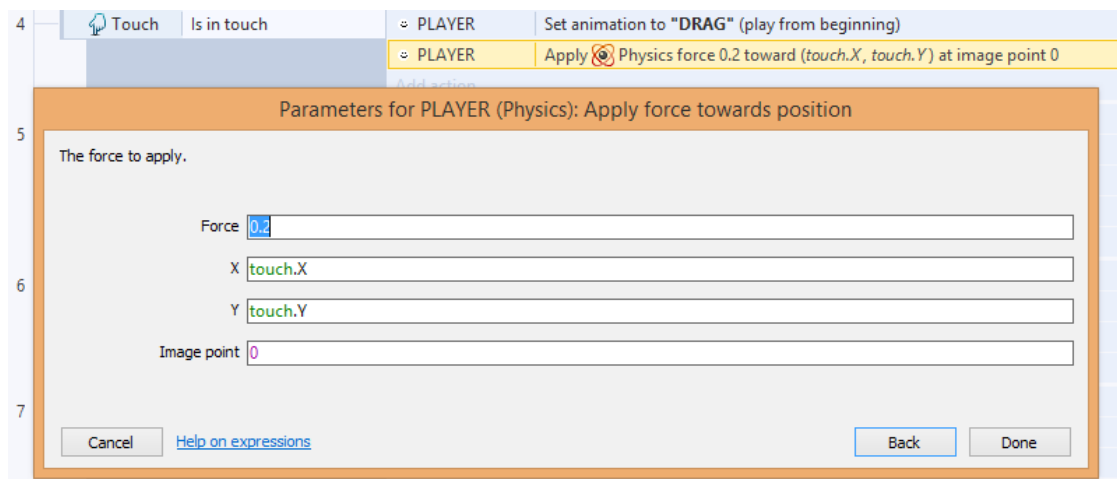 4 Touch Is in touch PLAYER Set animation to "DRAG" (play from beginning)
PLAYER Apply Physics force 0.2 toward (touch.X, touch.Y) at image point 0
Add action
Parameters for PLAYER (Physics): Apply force towards position
5
The force to apply.
Force 0.2
X touch.X
6
Y touch.Y
Image point 0
7
Cancel Help on expressions Back Done